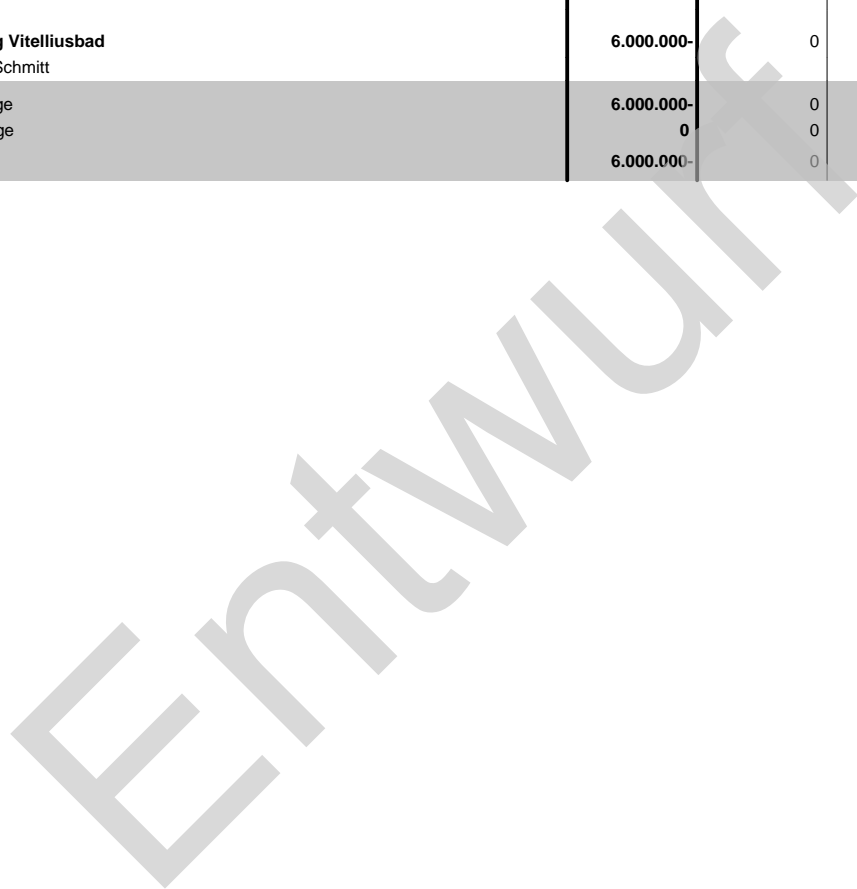 g Vitelliusbad 6.000.000- 0
Schmitt
ge 6.000.000- 0
ge 0 0
6.000.000- 0
Entwurf